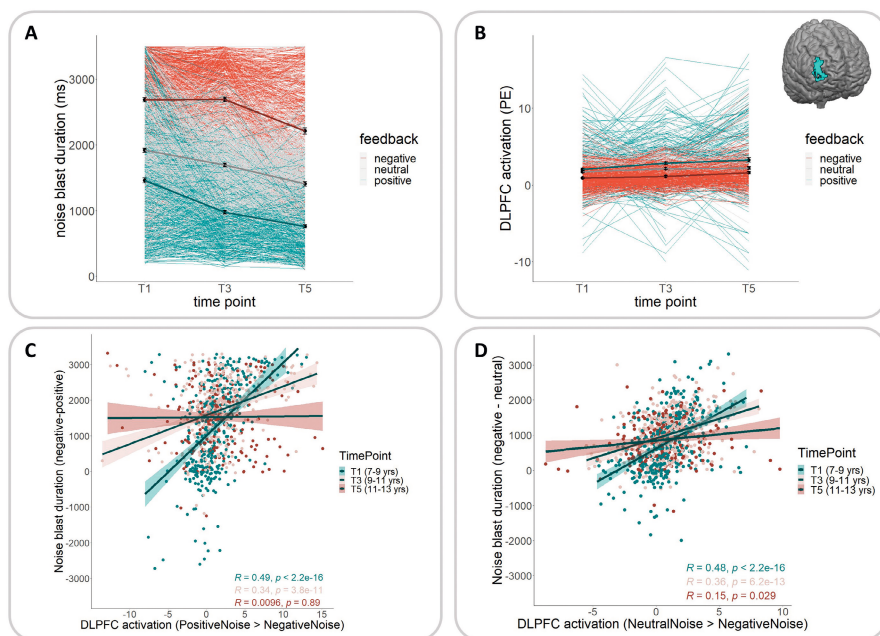 A
noise blast duration (ms)
3000
2000
1000
0
T1
T3
T5
time point
feedback
negative
neutral
positive
B
DLPFC activation (PE)
10
0
-10
T1
T3
T5
time point
feedback
negative
neutral
positive
C
Noise blast duration (negative-positive)
3000
2000
1000
0
-1000
-2000
-3000
TimePoint
T1 (7-9 yrs)
T3 (9-11 yrs)
T5 (11-13 yrs)
R = 0.49, p < 2.2e-16
R = 0.34, p = 3.8e-11
R = 0.0096, p = 0.89
-10
-5
0
5
10
15
DLPFC activation (PositiveNoise > NegativeNoise)
D
Noise blast duration (negative - neutral)
3000
2000
1000
0
-1000
-2000
-3000
TimePoint
T1 (7-9 yrs)
T3 (9-11 yrs)
T5 (11-13 yrs)
R = 0.48, p < 2.2e-16
R = 0.36, p = 6.2e-13
R = 0.15, p = 0.029
-5
0
5
10
DLPFC activation (NeutralNoise > NegativeNoise)